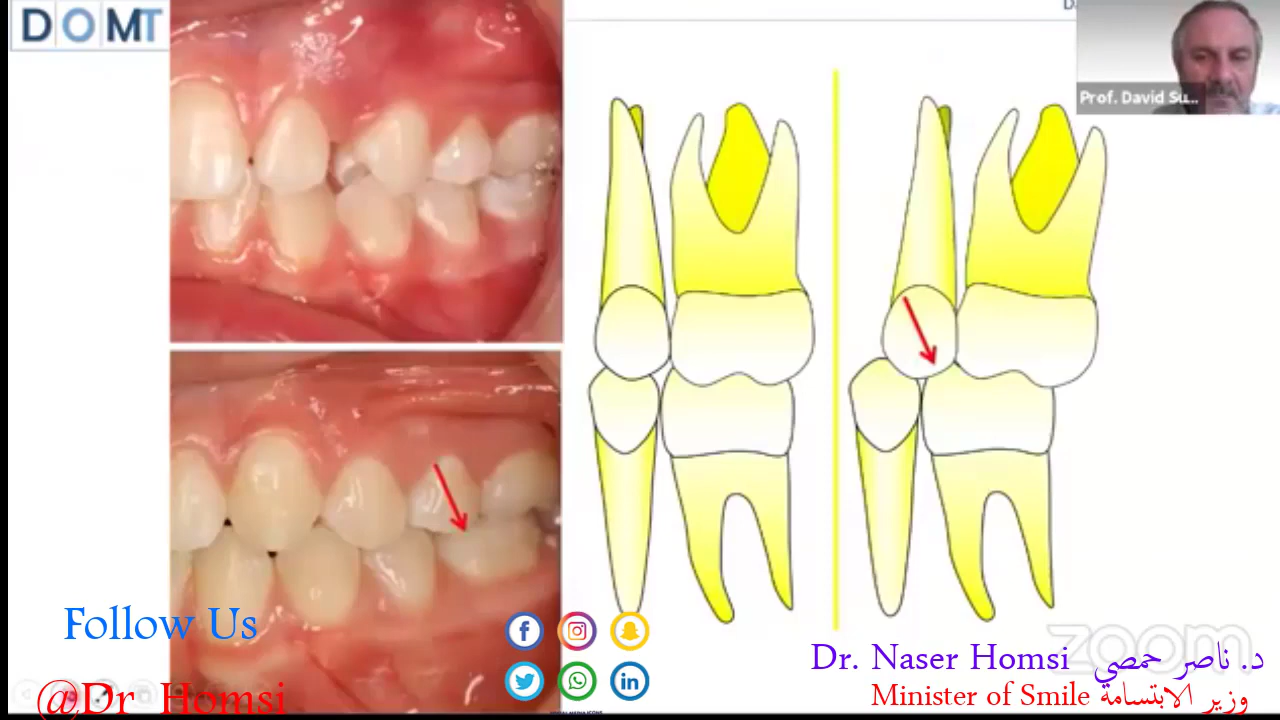 DOMT
Prof. David Su...
Follow Us
@Dr Homsi
zoom
Dr. Naser Homsi د. ناصر حمصي
Minister of Smile وزير الابتسامة